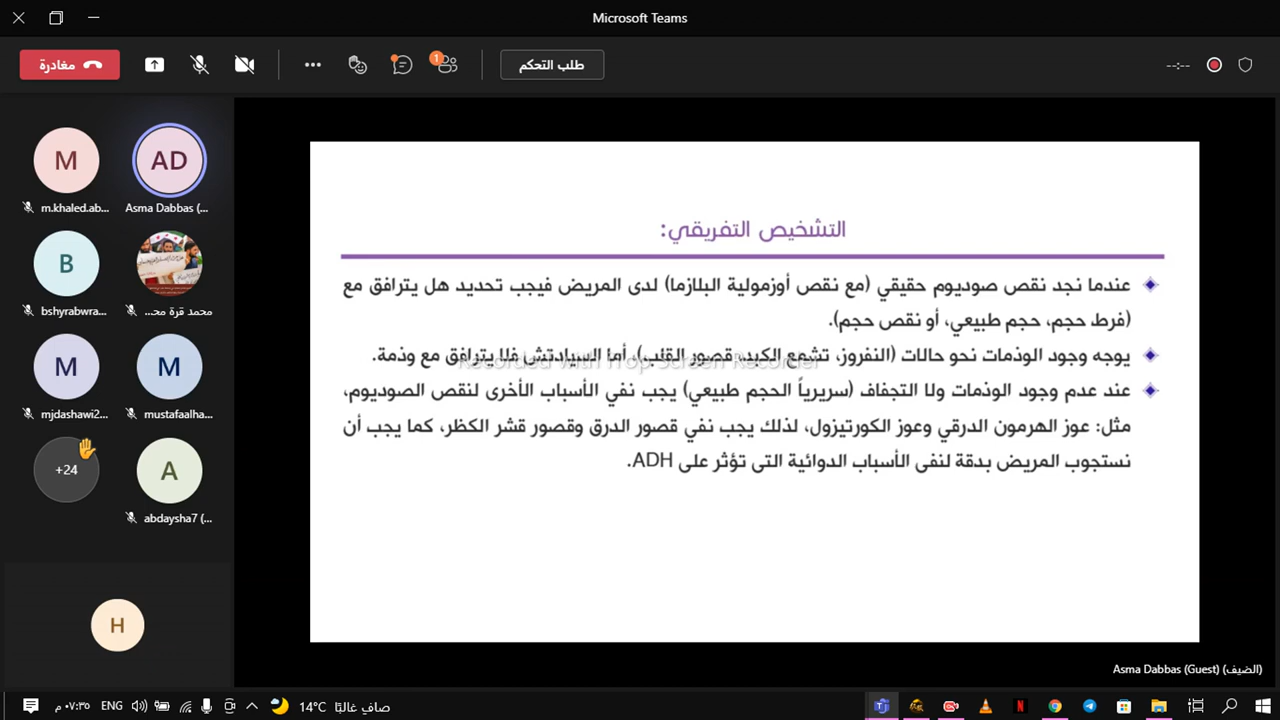 Microsoft Teams
مغادرة
طلب التحكم
1
--:--
M
AD
m.khaled.ab...
Asma Dabbas (...
B
bshyrabwra...
محمد قرة محـ...
M
M
mjdashawi2...
mustafaalha...
+24
A
abdaysha7 (...
H
التشخيص التفريقي:
عندما نجد نقص صوديوم حقيقي (مع نقص أوزمولية البلازما) لدى المريض فيجب تحديد هل يترافق مع
(فرط حجم، حجم طبيعي، أو نقص حجم).
يوجه وجود الوذمات نحو حالات (النفروز، تشمع الكبد، قصور القلب)، أما السيادتش فلا يترافق مع وذمة.
Recorded with iTop Screen Recorder
عند عدم وجود الوذمات ولا التجفاف (سريرياً الحجم طبيعي) يجب نفي الأسباب الأخرى لنقص الصوديوم،
مثل: عوز الهرمون الدرقي وعوز الكورتيزول، لذلك يجب نفي قصور الدرق وقصور قشر الكظر، كما يجب أن
نستجوب المريض بدقة لنفي الأسباب الدوائية التي تؤثر على ADH.
Asma Dabbas (Guest) (الضيف)
٠٧:٣٥ م
ENG
14°C
صافي غالبًا